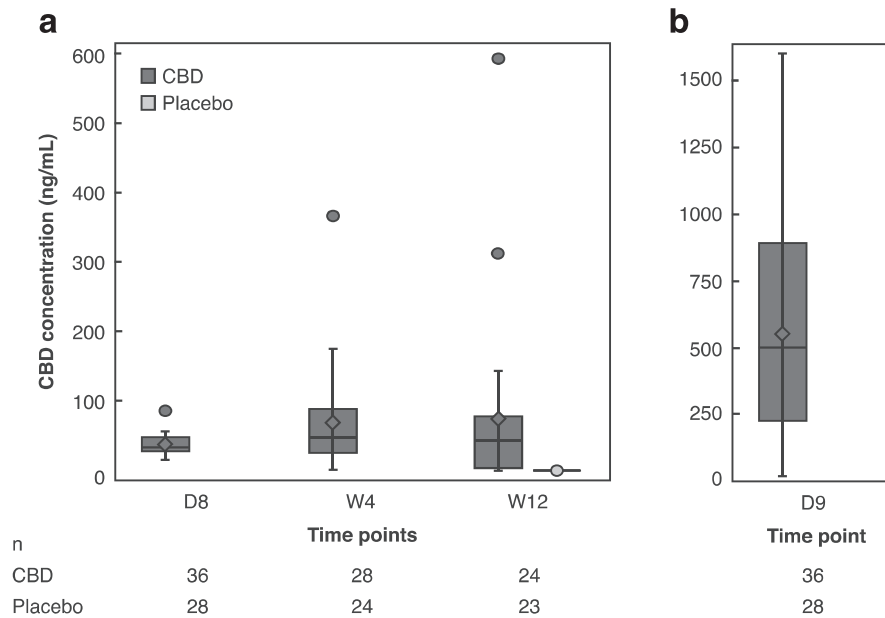 a
b
CBD
Placebo
CBD concentration (ng/mL)
600
500
400
300
200
100
0
D8
W4
W12
Time points
1500
1250
1000
750
500
250
0
D9
Time point
n
CBD 36 28 24 36
Placebo 28 24 23 28